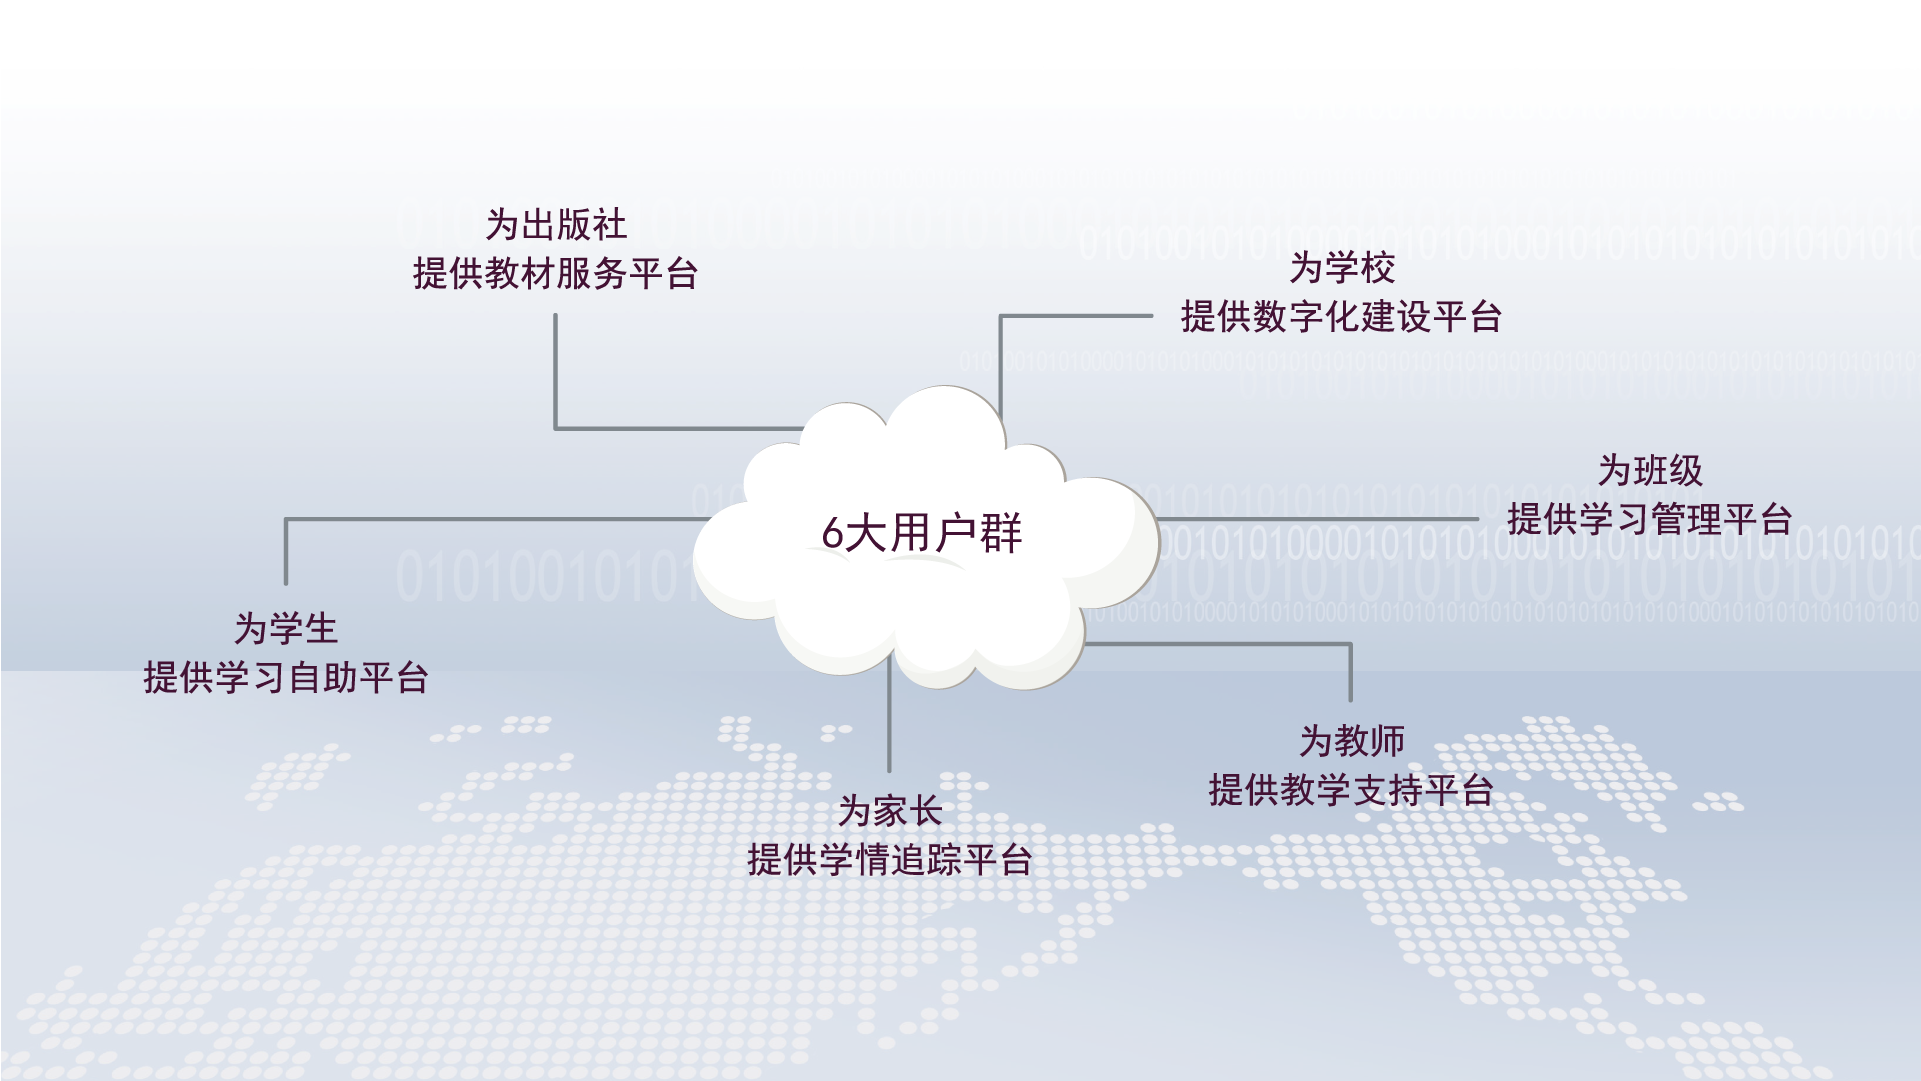 为出版社
提供教材服务平台
为学校
提供数字化建设平台
为班级
提供学习管理平台
6大用户群
为学生
提供学习自助平台
为教师
提供教学支持平台
为家长
提供学情追踪平台